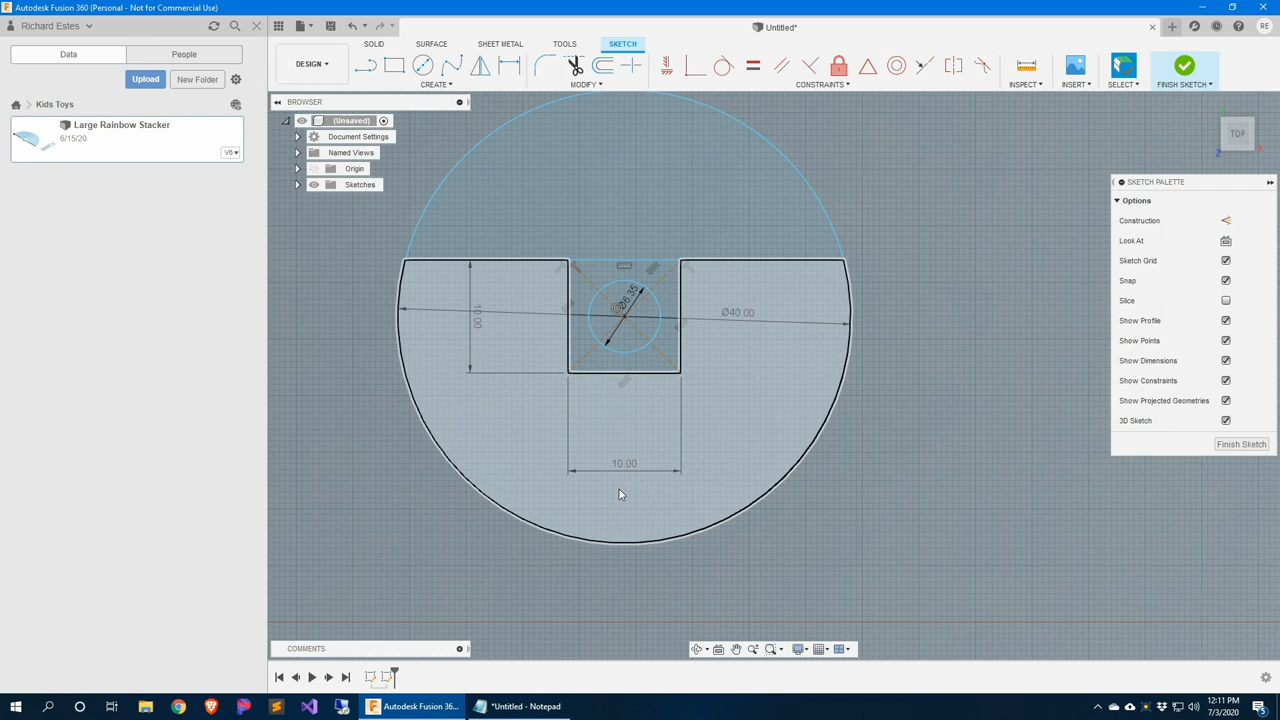 Autodesk Fusion 360 (Personal - Not for Commercial Use)
Richard Estes
Untitled*
RE
Data
People
SOLID
SURFACE
SHEET METAL
TOOLS
SKETCH
DESIGN
CREATE
MODIFY
CONSTRAINTS
INSPECT
INSERT
SELECT
FINISH SKETCH
Upload
New Folder
Kids Toys
Large Rainbow Stacker
6/15/20
V6
BROWSER
(Unsaved)
Document Settings
Named Views
Origin
Sketches
TOP
X
Z
SKETCH PALETTE
Options
Construction
Look At
Sketch Grid
Snap
Slice
Show Profile
Show Points
Show Dimensions
Show Constraints
Show Projected Geometries
3D Sketch
Finish Sketch
10.00
Ø6.35
Ø40.00
10.00
COMMENTS
Autodesk Fusion 36...
*Untitled - Notepad
12:11 PM
7/3/2020
5